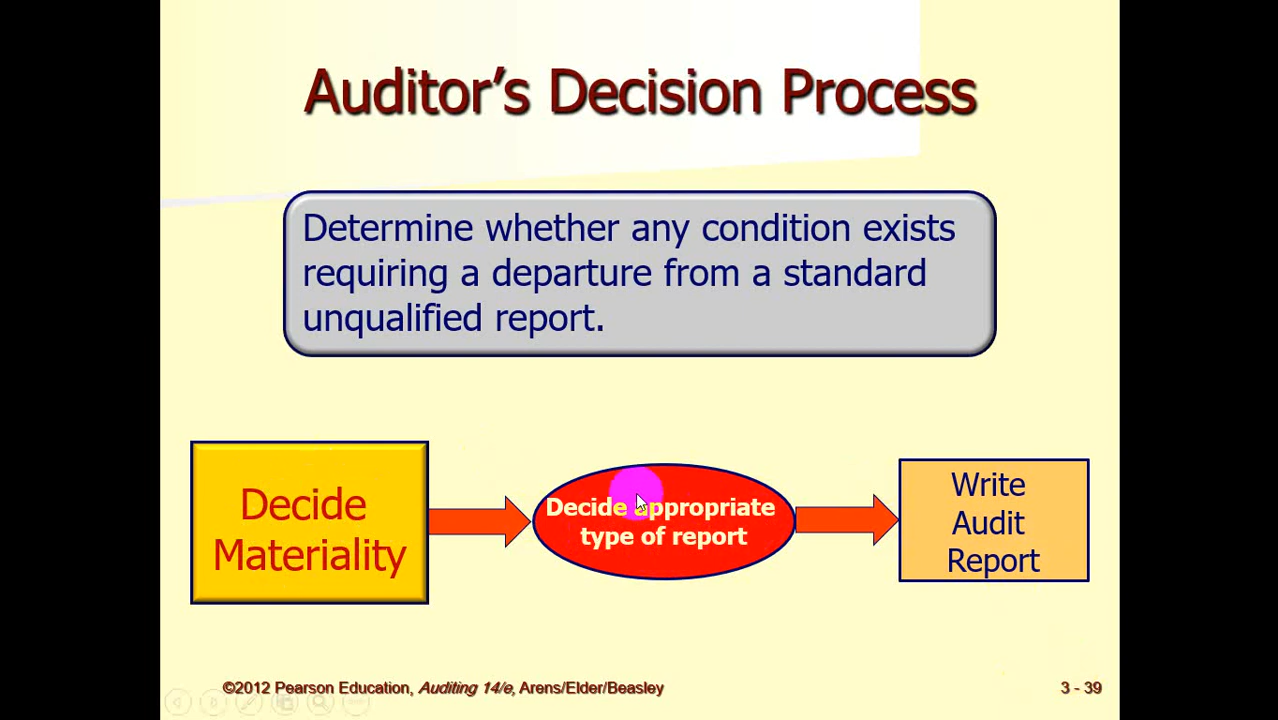 Auditor’s Decision Process
Determine whether any condition exists
requiring a departure from a standard
unqualified report.
Decide
Materiality
Decide appropriate
type of report
Write
Audit
Report
©2012 Pearson Education, Auditing 14/e, Arens/Elder/Beasley
3 - 39